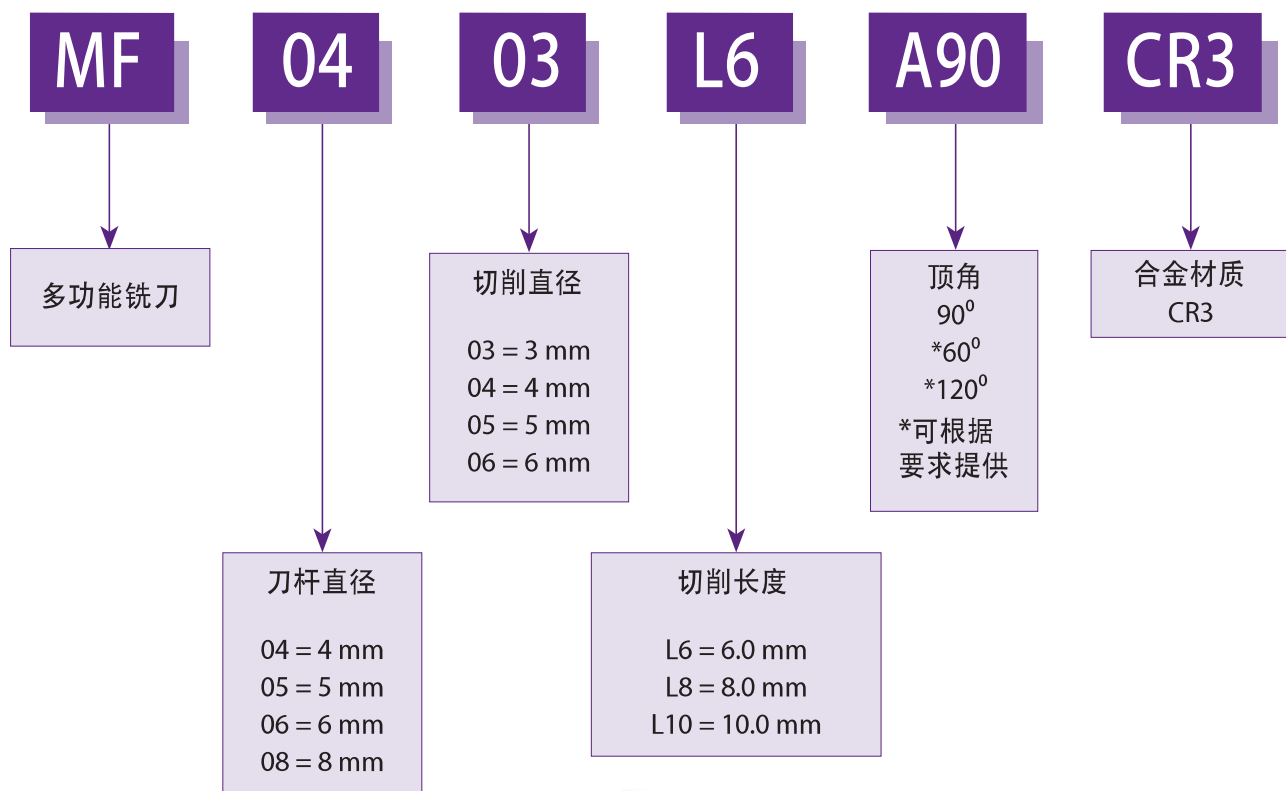 MF
04
03
L6
A90
CR3
多功能铣刀
刀杆直径
04 = 4 mm
05 = 5 mm
06 = 6 mm
08 = 8 mm
切削直径
03 = 3 mm
04 = 4 mm
05 = 5 mm
06 = 6 mm
切削长度
L6 = 6.0 mm
L8 = 8.0 mm
L10 = 10.0 mm
顶角
90⁰
*60⁰
*120⁰
*可根据
要求提供
合金材质
CR3